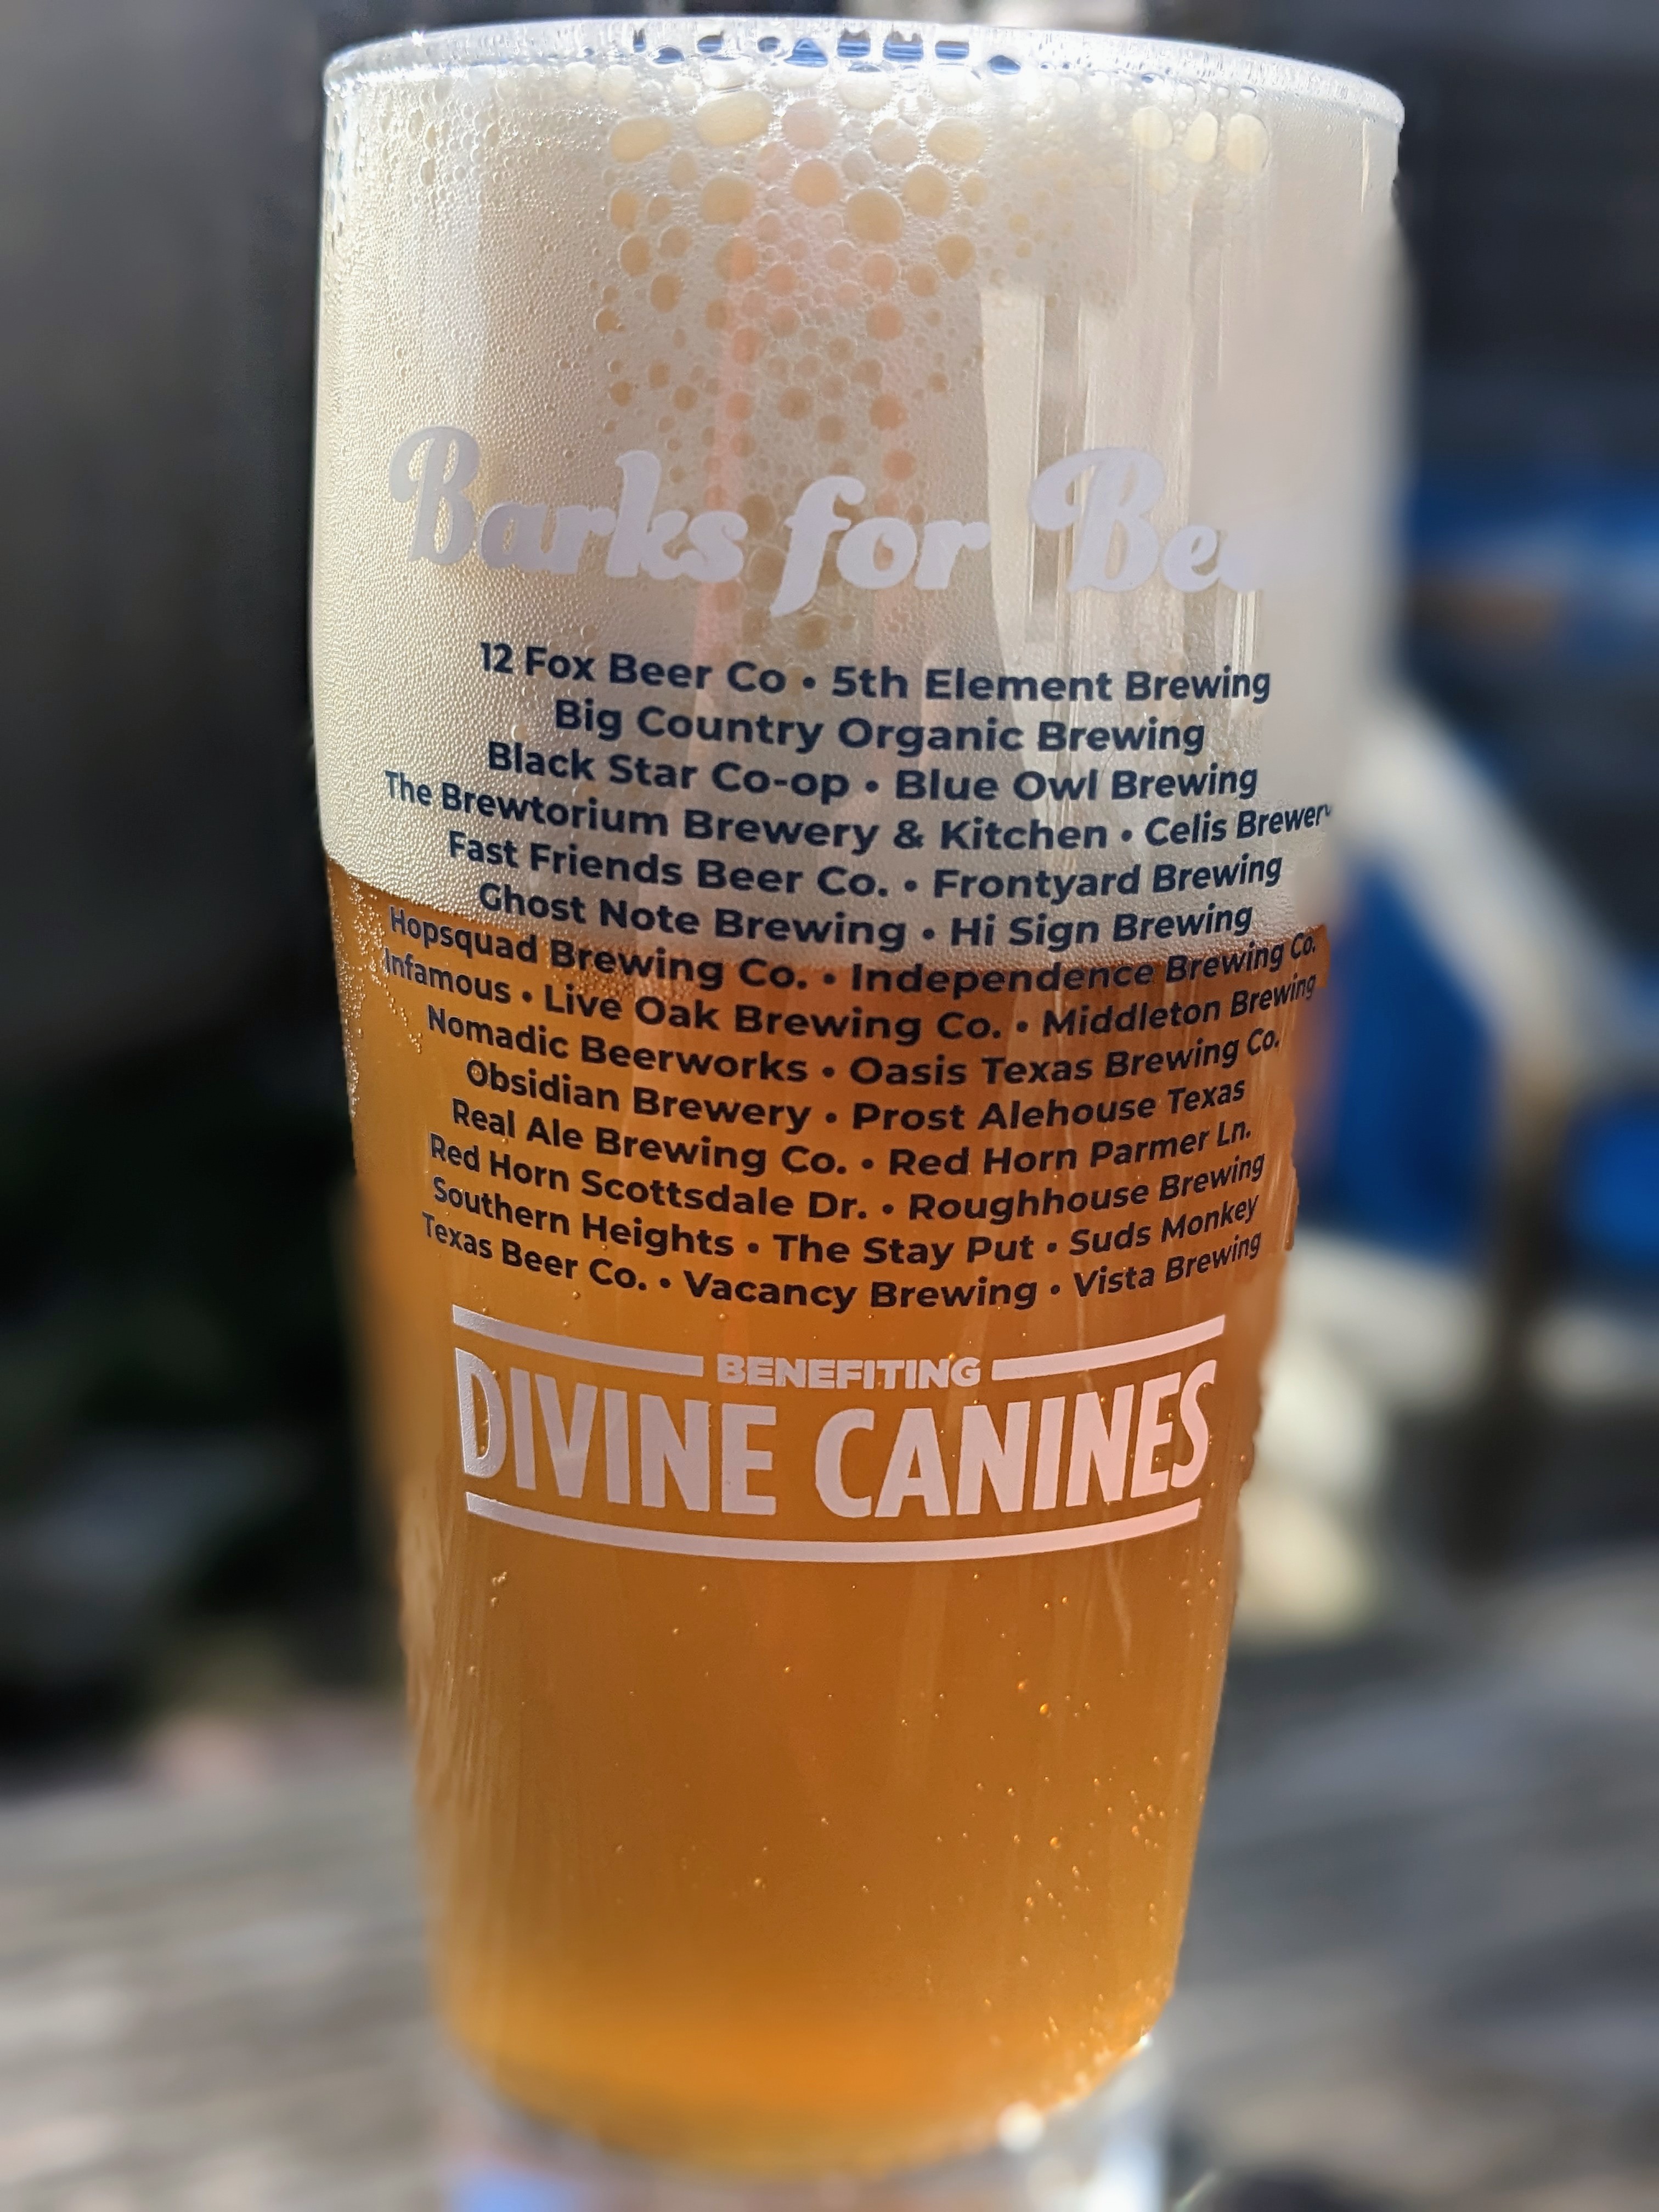 Barks for
12 Fox Beer Co • 5th Element Brewing
Big Country Organic Brewing
Black Star Co-op • Blue Owl Brewing
The Brewtorium Brewery & Kitchen • Celis Brewery
Fast Friends Beer Co. • Frontyard Brewing
Ghost Note Brewing • Hi Sign Brewing
Hopsquad Brewing Co. • Independence Brewing Co.
Infamous • Live Oak Brewing Co. • Middleton Brewing
Nomadic Beerworks • Oasis Texas Brewing Co.
Obsidian Brewery • Prost Alehouse Texas
Real Ale Brewing Co. • Red Horn Parmer Ln.
Red Horn Scottsdale Dr. • Roughhouse Brewing
Southern Heights • The Stay Put • Suds Monkey
Texas Beer Co. • Vacancy Brewing • Vista Brewing
BENEFITING
DIVINE CANINES